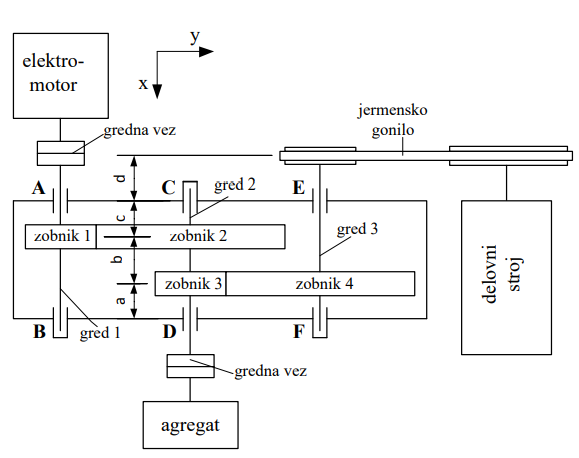 elektro-
motor
y
x
gredna vez
jermensko
gonilo
d
A
C
gred 2
E
c
zobnik 1
zobnik 2
gred 3
b
zobnik 3
zobnik 4
a
delovni
stroj
B
gred 1
D
F
gredna vez
agregat